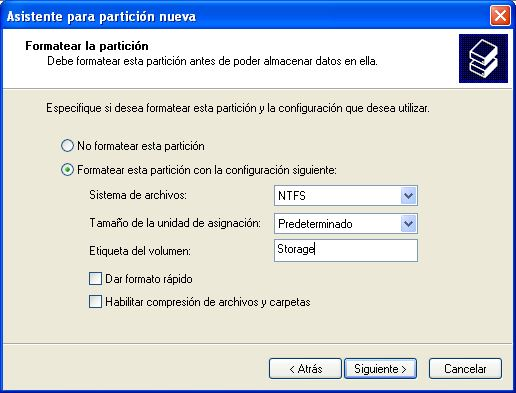 Asistente para partición nueva
Formatear la partición
Debe formatear esta partición antes de poder almacenar datos en ella.
Especifique si desea formatear esta partición y la configuración que desea utilizar.
No formatear esta partición
Formatear esta partición con la configuración siguiente:
Sistema de archivos: NTFS
Tamaño de la unidad de asignación: Predeterminado
Etiqueta del volumen: Storage
Dar formato rápido
Habilitar compresión de archivos y carpetas
< Atrás Siguiente > Cancelar